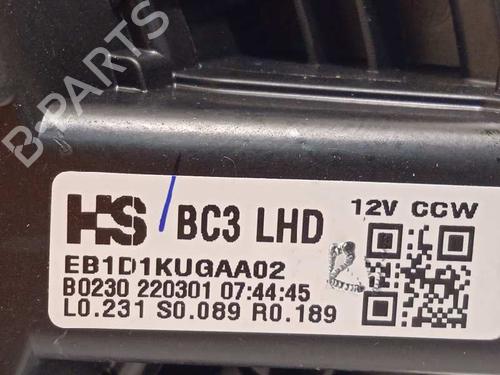 B-PARTS
HS BC3 LHD 12V CCW
EB1D1KUGAA02
B0230 220301 07:44:45
L0.231 S0.089 R0.189